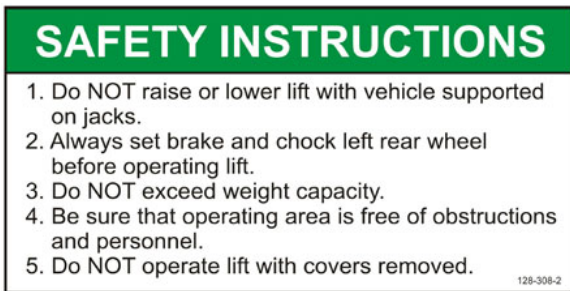 SAFETY INSTRUCTIONS
1. Do NOT raise or lower lift with vehicle supported
on jacks.
2. Always set brake and chock left rear wheel
before operating lift.
3. Do NOT exceed weight capacity.
4. Be sure that operating area is free of obstructions
and personnel.
5. Do NOT operate lift with covers removed.
128-308-2